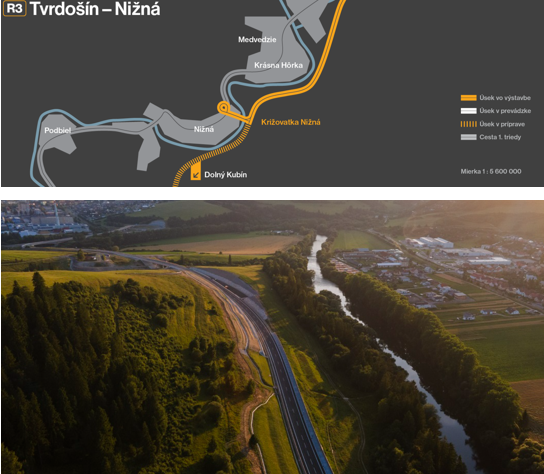 R3 Tvrdošín – Nižná
Medvedzie
Krásna Hôrka
Podbiel
Nižná
Križovatka Nižná
Dolný Kubín
Úsek vo výstavbe
Úsek v prevádzke
Úsek v príprave
Cesta 1. triedy
Mierka 1 : 5 600 000